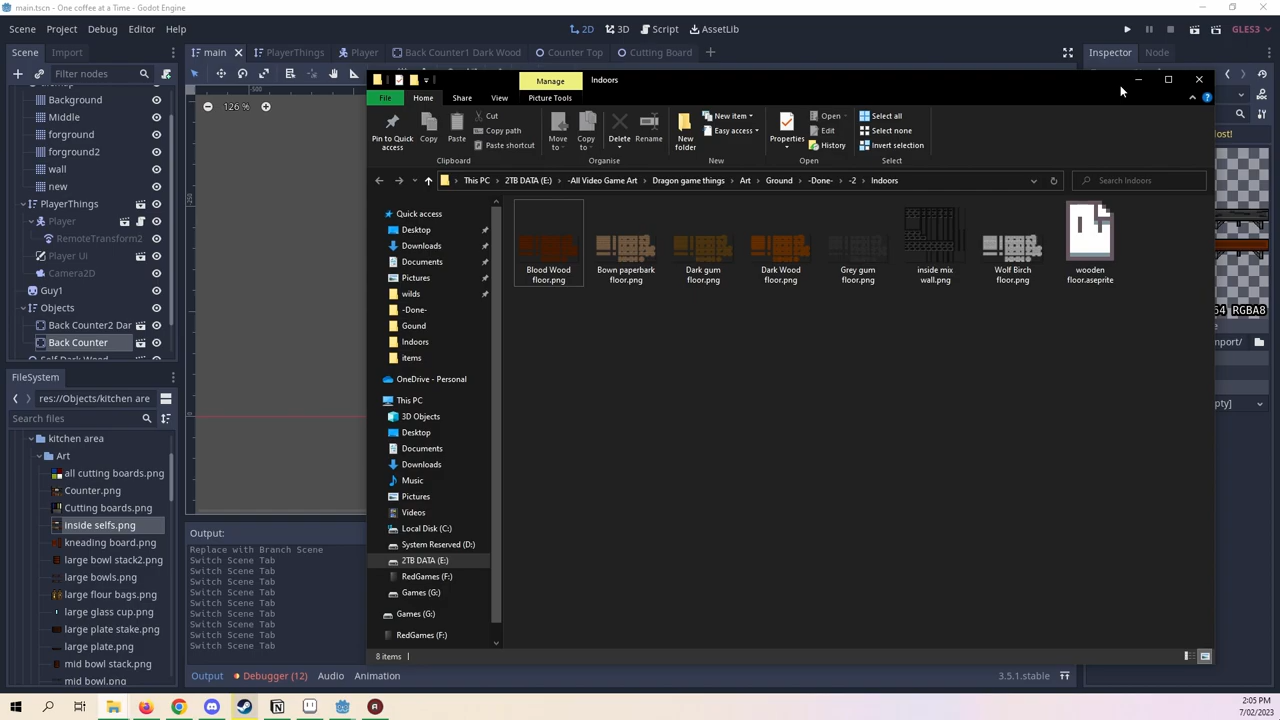 main.tscn - One coffee at a Time - Godot Engine
Scene Project Debug Editor Help
2D 3D Script AssetLib
GLES3
Scene Import
main PlayerThings Player Back Counter1 Dark Wood Counter Top Cutting Board
Inspector Node
Filter nodes
126 %
-500
Background
Middle
forground
forground2
wall
new
PlayerThings
Player
RemoteTransform2
Player UI
Camera2D
Guy1
Objects
Back Counter2 Dar
Back Counter
Self Dark Wood
FileSystem
res://Objects/kitchen are
Search files
kitchen area
Art
all cutting boards.png
Counter.png
Cutting boards.png
inside selfs.png
kneading board.png
large bowl stack2.png
large bowls.png
large flour bags.png
large glass cup.png
large plate stake.png
large plate.png
mid bowl stack.png
mid bowl.png
Output:
Replace with Branch Scene
Switch Scene Tab
Switch Scene Tab
Switch Scene Tab
Switch Scene Tab
Switch Scene Tab
Switch Scene Tab
Output Debugger (12) Audio Animation
3.5.1.stable
Manage
Indoors
File Home Share View Picture Tools
Pin to Quick access
Copy
Paste
Cut
Copy path
Paste shortcut
Clipboard
Move to
Copy to
Delete
Rename
Organise
New folder
New item
Easy access
New
Properties
Open
Edit
History
Open
Select all
Select none
Invert selection
Select
This PC 2TB DATA (E:) -All Video Game Art Dragon game things Art Ground -Done- -2 Indoors
Search Indoors
Quick access
Desktop
Downloads
Documents
Pictures
wilds
-Done-
Gound
Indoors
items
OneDrive - Personal
This PC
3D Objects
Desktop
Documents
Downloads
Music
Pictures
Videos
Local Disk (C:)
System Reserved (D:)
2TB DATA (E:)
RedGames (F:)
Games (G:)
Games (G:)
RedGames (F:)
Blood Wood floor.png
Bown paperbark floor.png
Dark gum floor.png
Dark Wood floor.png
Grey gum floor.png
inside mix wall.png
Wolf Birch floor.png
wooden floor.aseprite
8 items
RGBA8
2:05 PM
7/02/2023